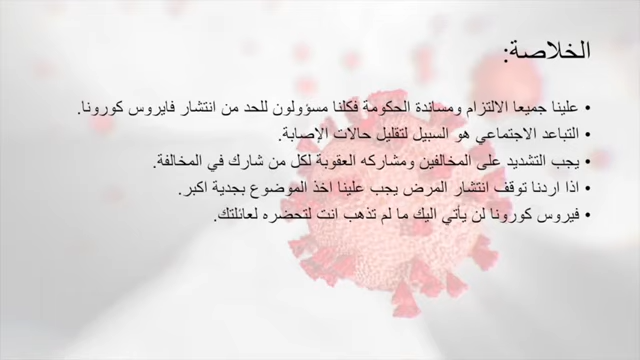 الخلاصة:
• علينا جميعا الالتزام ومساندة الحكومة فكلنا مسؤولون للحد من انتشار فايروس كورونا.
• التباعد الاجتماعي هو السبيل لتقليل حالات الإصابة.
• يجب التشديد على المخالفين ومشاركه العقوبة لكل من شارك في المخالفة.
• اذا اردنا توقف انتشار المرض يجب علينا اخذ الموضوع بجدية اكبر.
• فيروس كورونا لن يأتي اليك ما لم تذهب انت لتحضره لعائلتك.